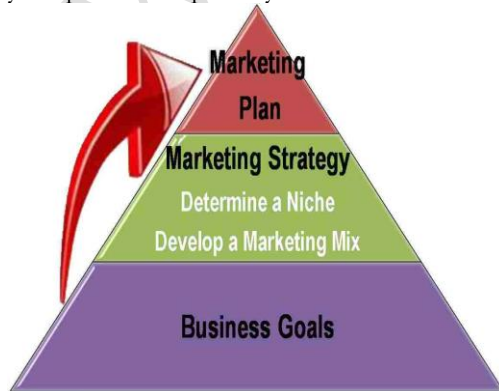 Marketing
Plan
Marketing Strategy
Determine a Niche
Develop a Marketing Mix
Business Goals